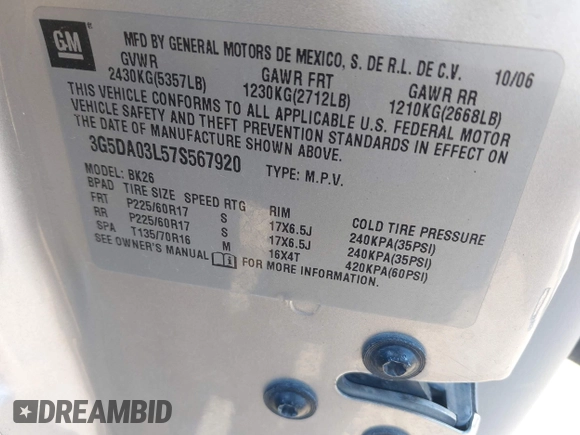 GM
MFD BY GENERAL MOTORS DE MEXICO, S. DE R.L. DE C.V. 10/06
GVWR GAWR FRT GAWR RR
2430KG(5357LB) 1230KG(2712LB) 1210KG(2668LB)
THIS VEHICLE CONFORMS TO ALL APPLICABLE U.S. FEDERAL MOTOR
VEHICLE SAFETY AND THEFT PREVENTION STANDARDS IN EFFECT ON
THE DATE OF MANUFACTURE SHOWN ABOVE.
3G5DA03L57S567920 TYPE: M.P.V.
MODEL: BK26
BPAD TIRE SIZE SPEED RTG RIM COLD TIRE PRESSURE
FRT P225/60R17 S 17X6.5J 240KPA(35PSI)
RR P225/60R17 S 17X6.5J 240KPA(35PSI)
SPA T135/70R16 M 16X4T 420KPA(60PSI)
SEE OWNER'S MANUAL FOR MORE INFORMATION.
DREAMBID